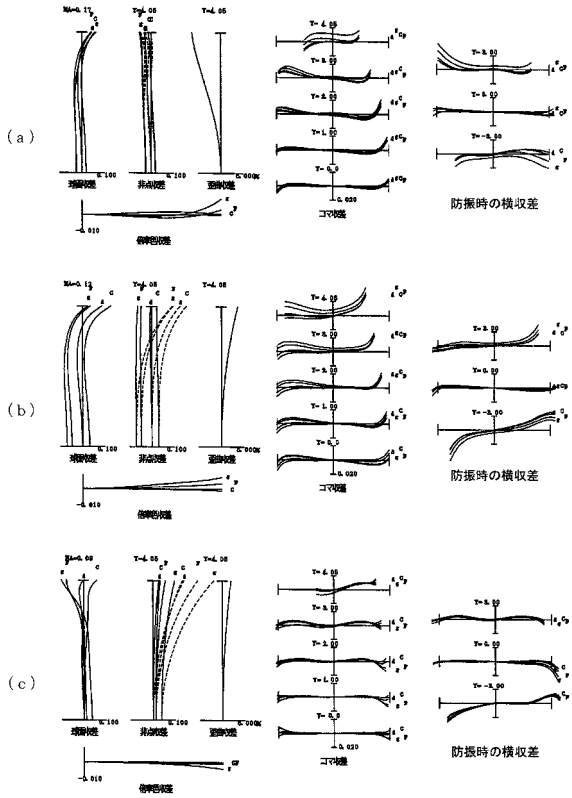 (a)
NA=0.17 Y=4.05 Y=4.05
0.100 0.100 5.000%
球面収差 非点収差 歪曲収差
-0.010
倍率色収差
Y=4.05
Y=3.00
Y=2.00
Y=1.00
Y=0.0
0.020
コマ収差
Y=3.00
Y=0.00
Y=-3.00
防振時の横収差
(b)
NA=0.12 Y=4.05 Y=4.05
0.100 0.100 5.000%
球面収差 非点収差 歪曲収差
-0.010
倍率色収差
Y=4.05
Y=3.00
Y=2.00
Y=1.00
Y=0.0
0.020
コマ収差
Y=3.00
Y=0.00
Y=-3.00
防振時の横収差
(c)
NA=0.09 Y=4.05 Y=4.05
0.100 0.100 5.000%
球面収差 非点収差 歪曲収差
-0.010
倍率色収差
Y=4.05
Y=3.00
Y=2.00
Y=1.00
Y=0.0
0.020
コマ収差
Y=3.00
Y=0.00
Y=-3.00
防振時の横収差